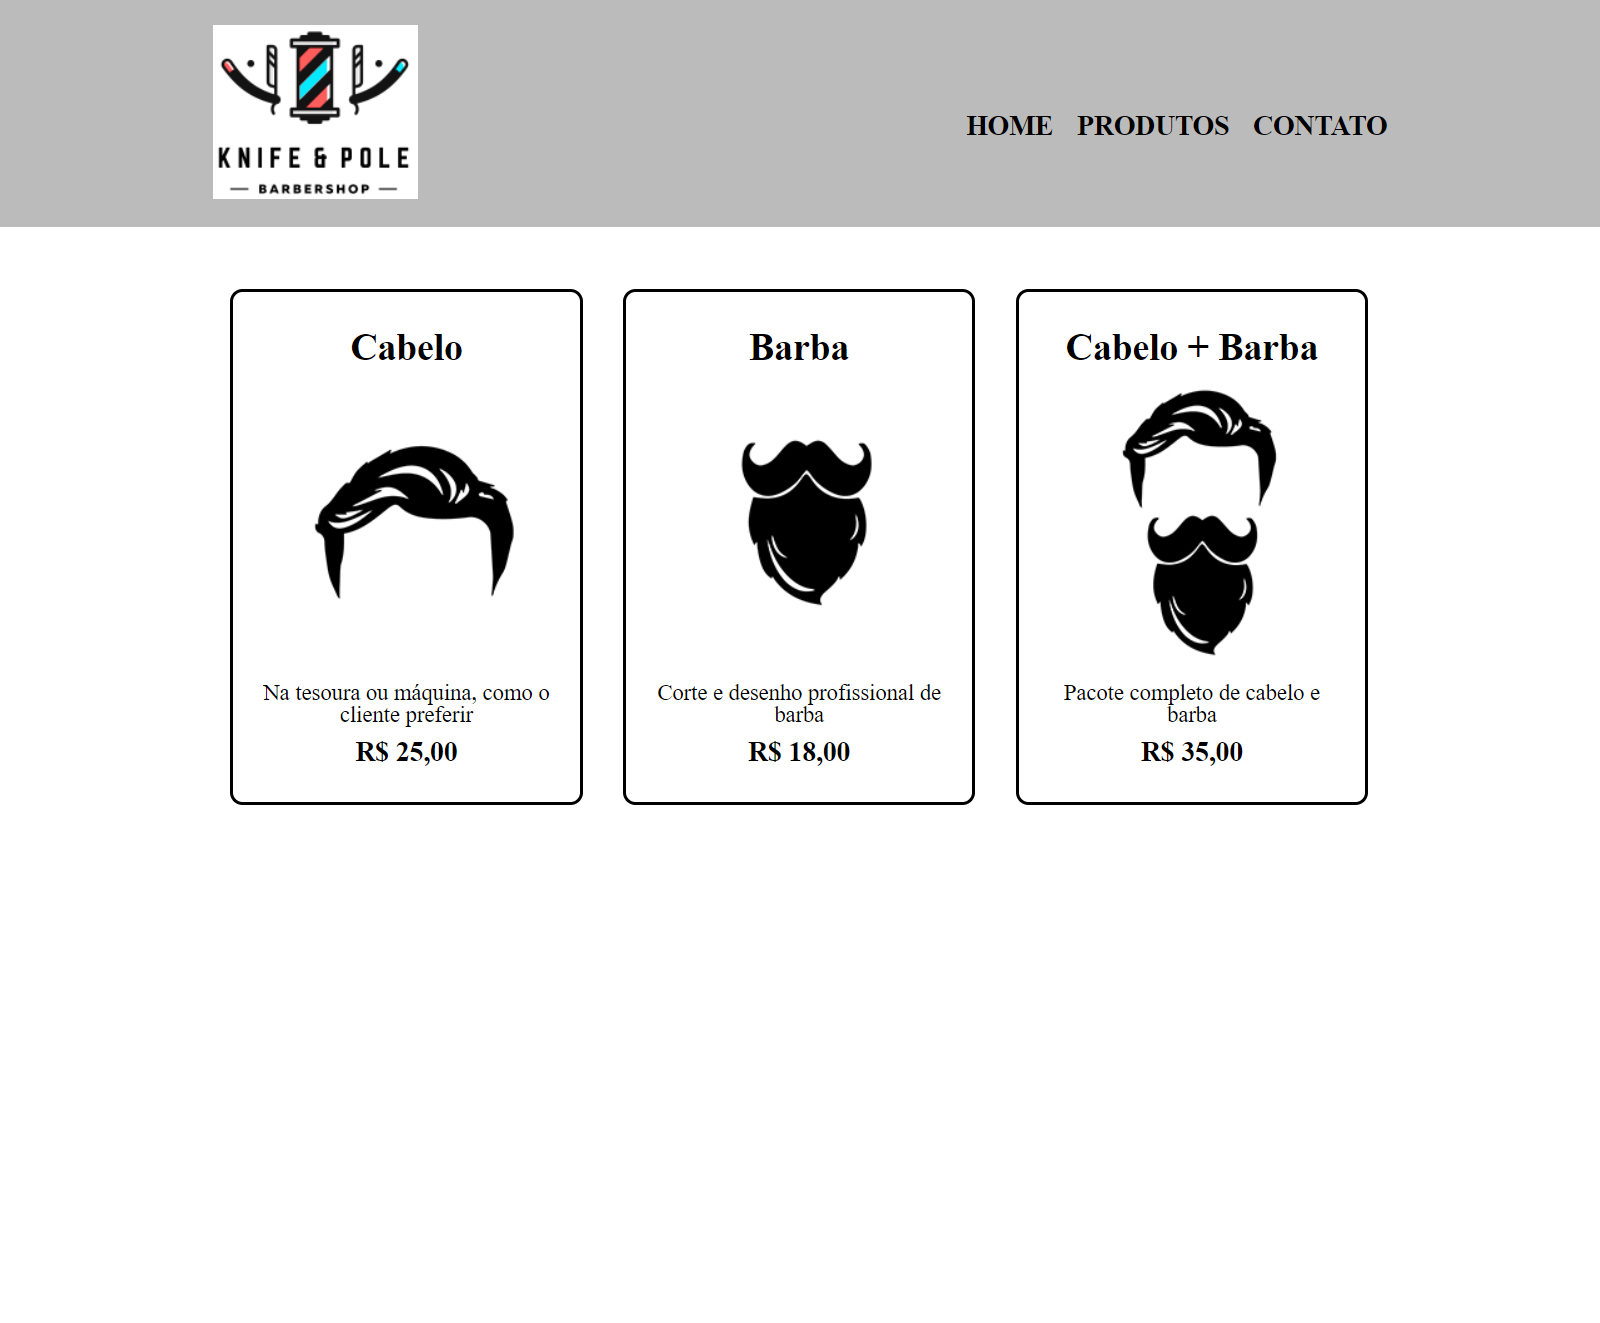 KNIFE & POLE
BARBERSHOP
HOME PRODUTOS CONTATO
Cabelo
Na tesoura ou máquina, como o
cliente preferir
R$ 25,00
Barba
Corte e desenho profissional de
barba
R$ 18,00
Cabelo + Barba
Pacote completo de cabelo e
barba
R$ 35,00